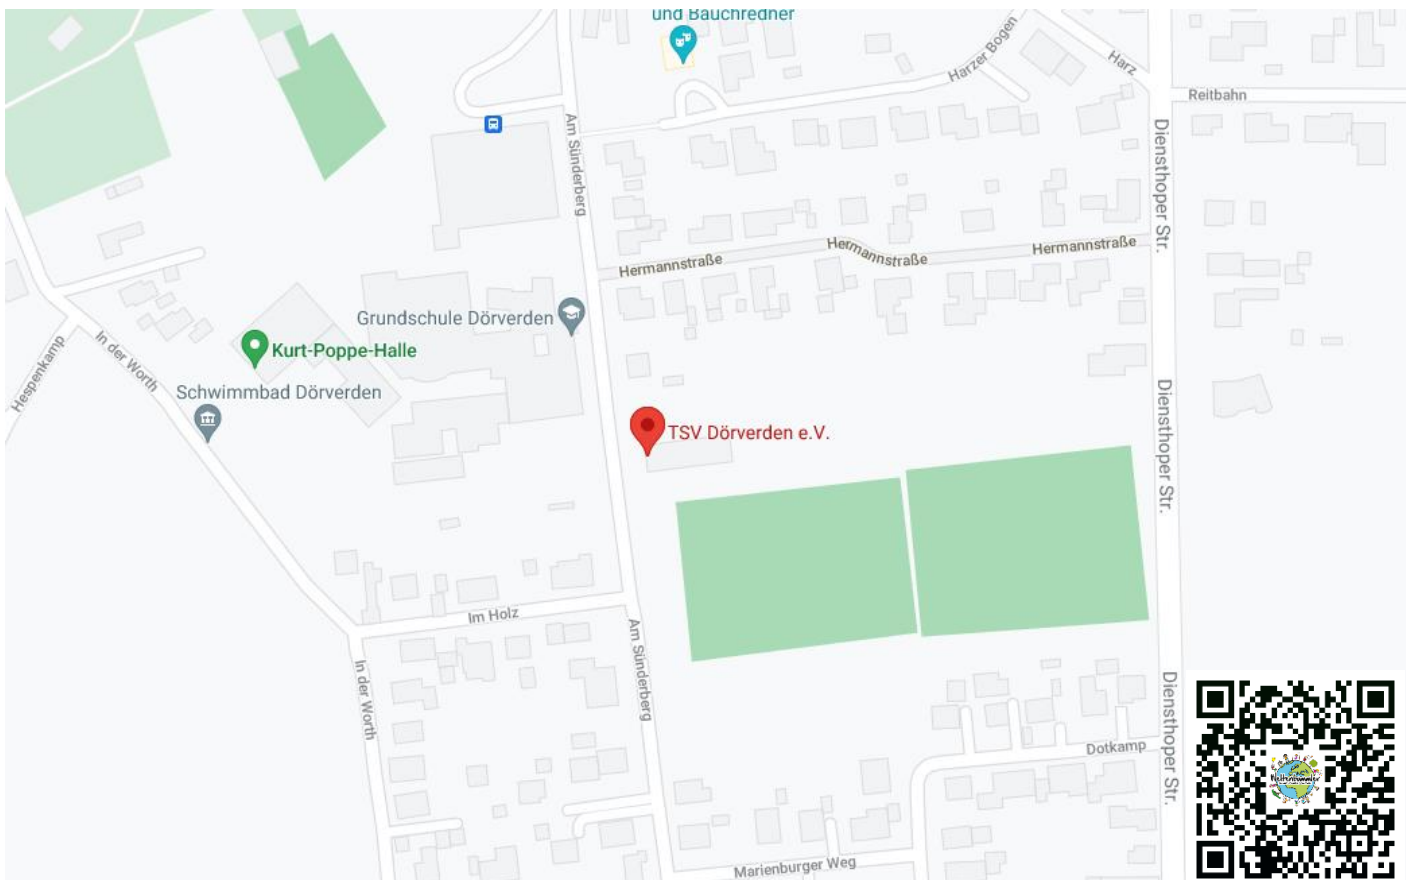 und Bauchredner
Harzer Bogen
Harz
Reitbahn
Am Sünderberg
Diensthoper Str.
Hermannstraße
Hermannstraße
Hermannstraße
Grundschule Dörverden
Hespenkamp
In der Worth
Kurt-Poppe-Halle
Schwimmbad Dörverden
TSV Dörverden e.V.
Diensthoper Str.
Im Holz
Am Sünderberg
In der Worth
Diensthoper Str.
Dotkamp
Marienburger Weg